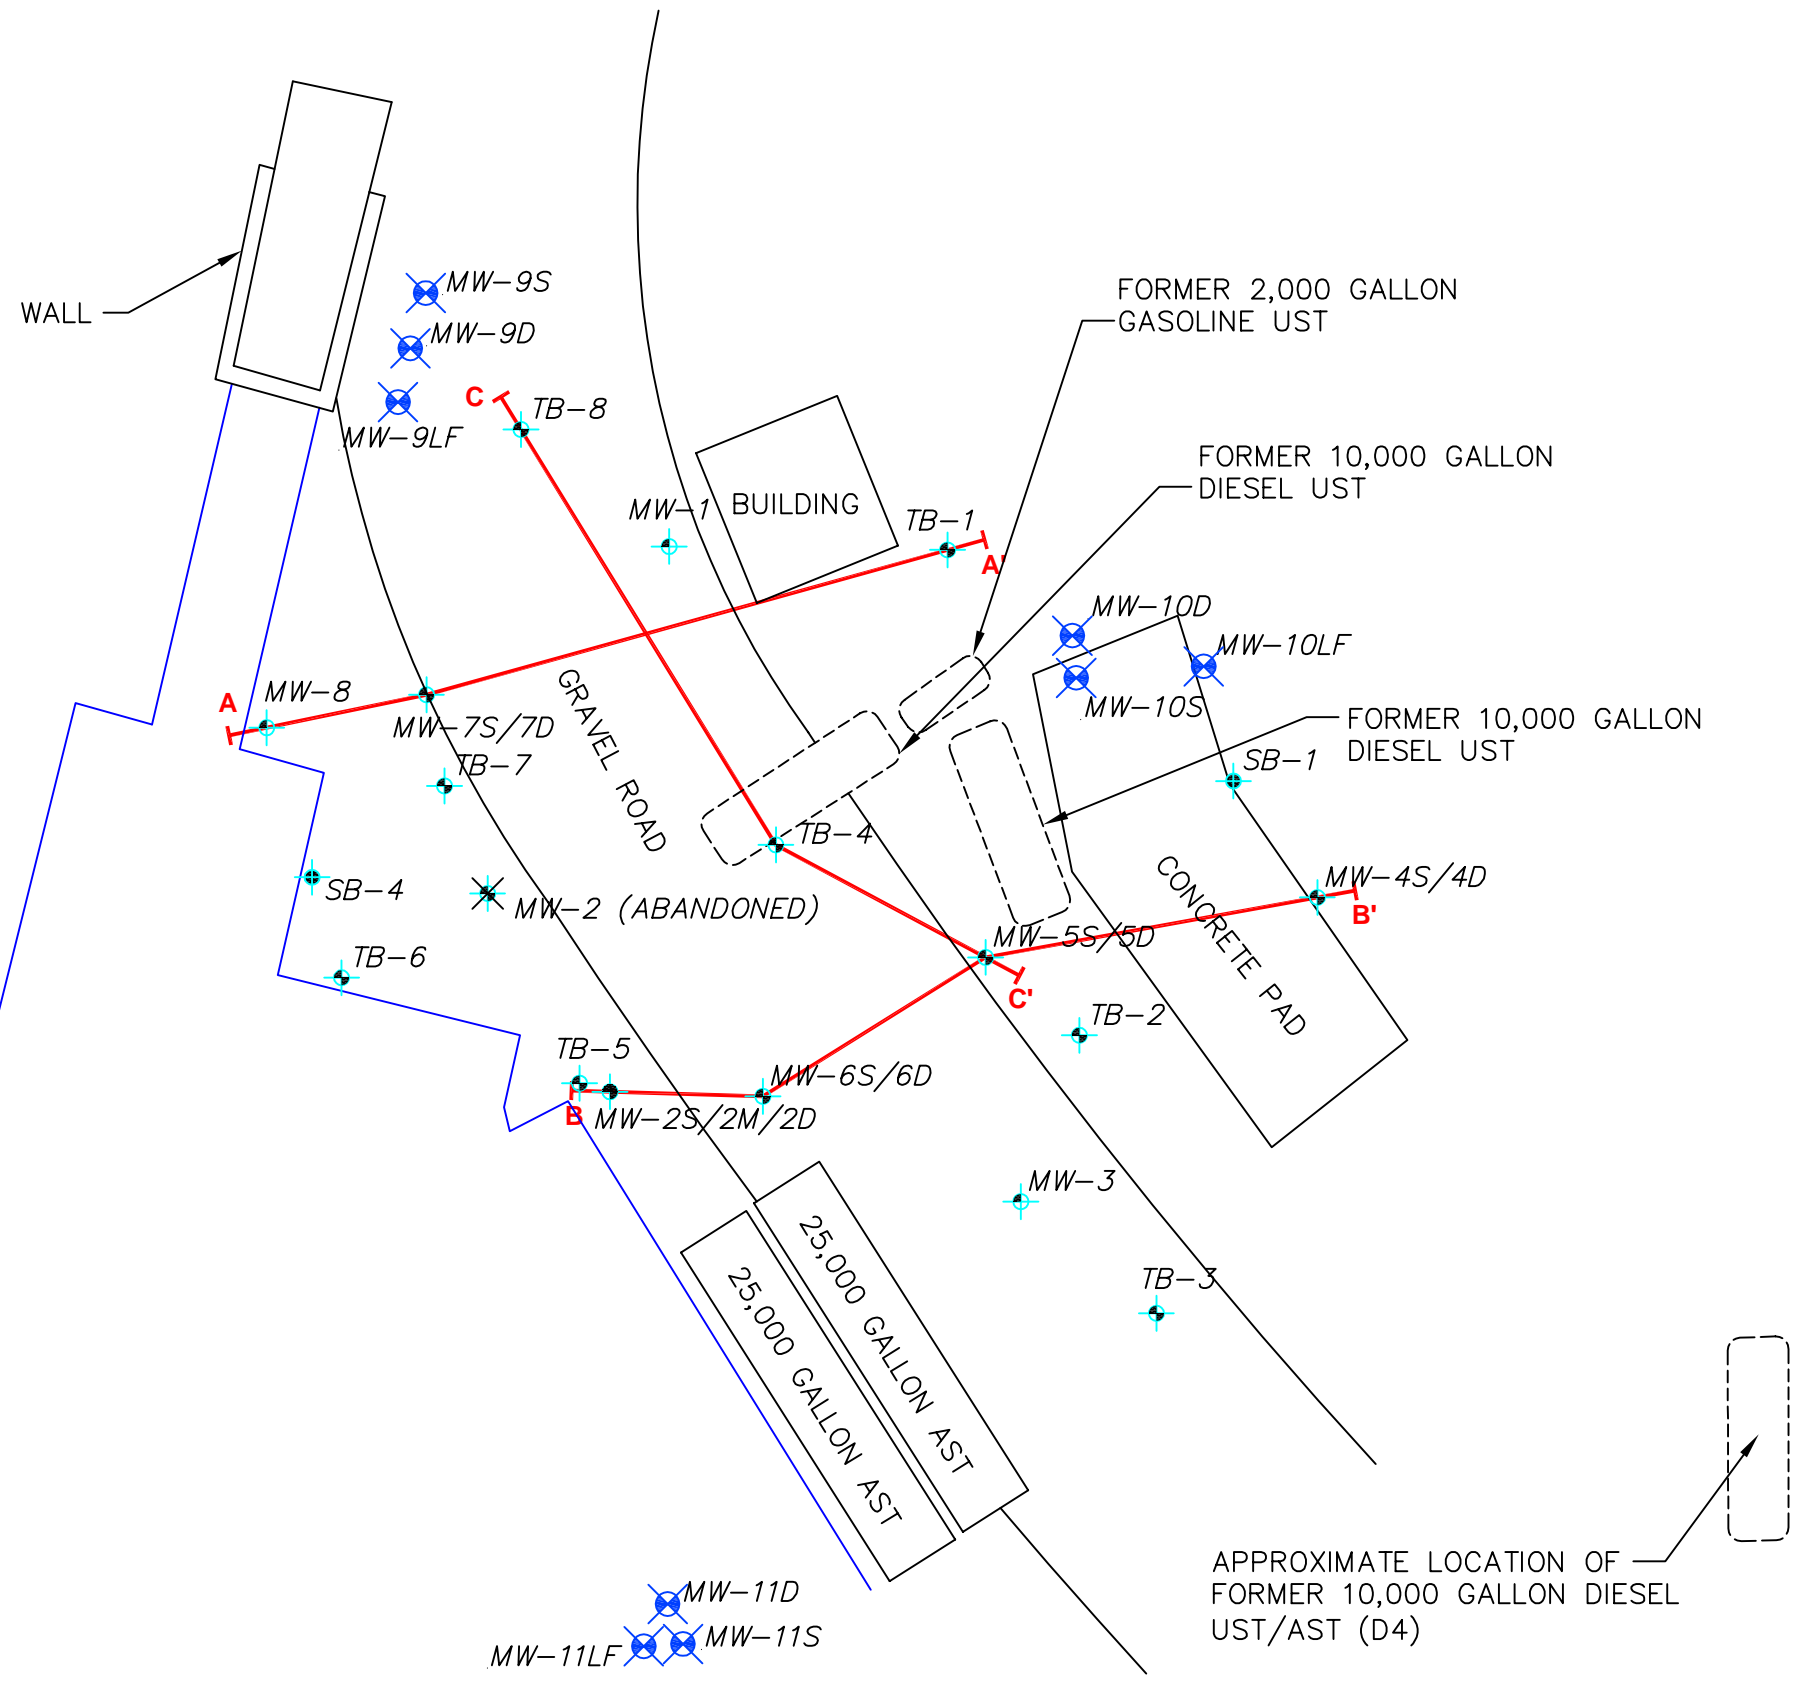 MW-9S
FORMER 2,000 GALLON
GASOLINE UST
WALL
MW-9D
C
TB-8
MW-9LF
FORMER 10,000 GALLON
DIESEL UST
MW-1
BUILDING
TB-1
A'
MW-10D
MW-10LF
A
MW-8
MW-7S/7D
GRAVEL ROAD
MW-10S
FORMER 10,000 GALLON
DIESEL UST
TB-7
SB-1
TB-4
SB-4
MW-2 (ABANDONED)
MW-4S/4D
B'
CONCRETE PAD
MW-5S/5D
TB-6
C'
TB-2
TB-5
MW-6S/6D
B
MW-2S/2M/2D
MW-3
TB-3
25,000 GALLON AST
25,000 GALLON AST
APPROXIMATE LOCATION OF
FORMER 10,000 GALLON DIESEL
UST/AST (D4)
MW-11D
MW-11S
MW-11LF